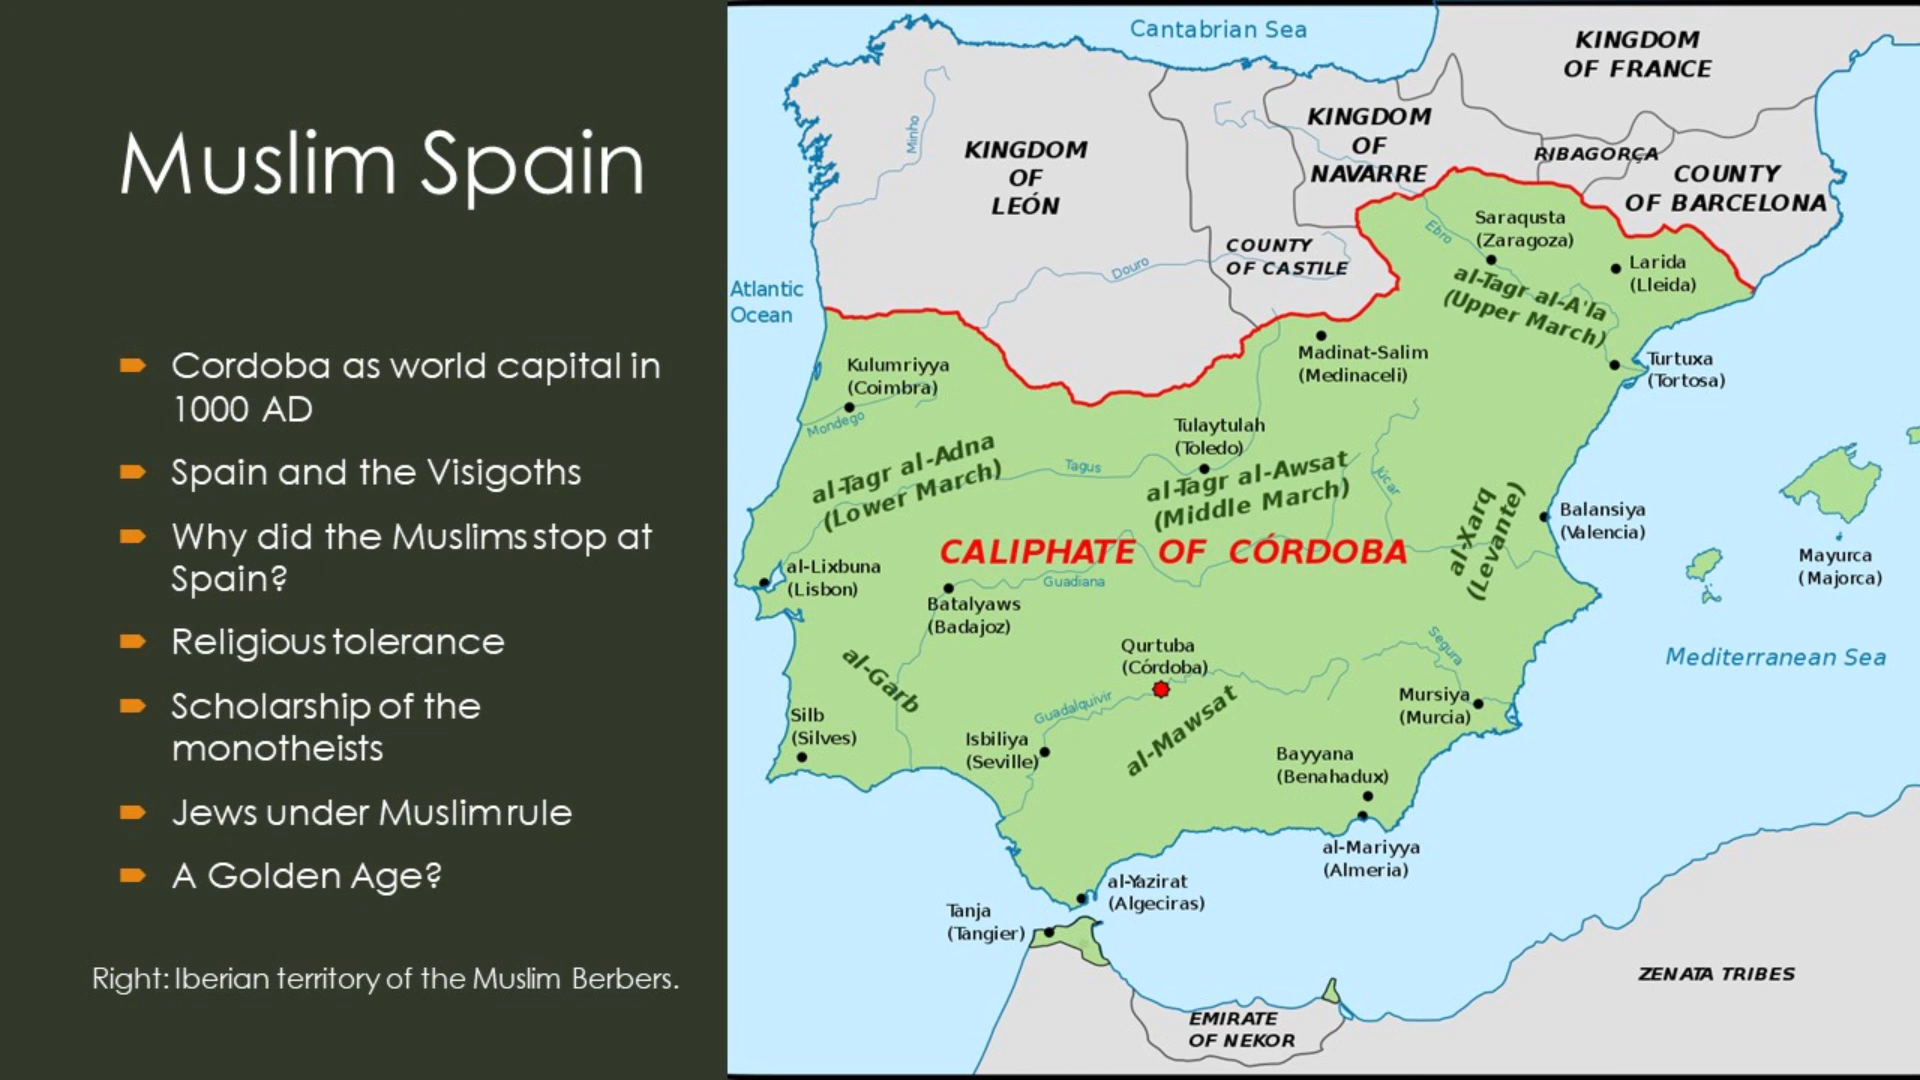 Muslim Spain
Cordoba as world capital in
1000 AD
Spain and the Visigoths
Why did the Muslims stop at
Spain?
Religious tolerance
Scholarship of the
monotheists
Jews under Muslim rule
A Golden Age?
Right: Iberian territory of the Muslim Berbers.
Cantabrian Sea
KINGDOM
OF FRANCE
KINGDOM
OF
NAVARRE
KINGDOM
OF
LEÓN
Minho
RIBAGORÇA
COUNTY
OF BARCELONA
COUNTY
OF CASTILE
Douro
Atlantic
Ocean
Ebro
Saraqusta
(Zaragoza)
Larida
(Lleida)
al-Tagr al-A'la
(Upper March)
Madinat-Salim
(Medinaceli)
Turtuxa
(Tortosa)
Kulumriyya
(Coimbra)
Mondego
Tulaytulah
(Toledo)
Tagus
al-Tagr al-Adna
(Lower March)
al-Tagr al-Awsat
(Middle March)
Júcar
al-Xarq
(Levante)
Balansiya
(Valencia)
Mayurca
(Majorca)
CALIPHATE OF CÓRDOBA
al-Lixbuna
(Lisbon)
Guadiana
Batalyaws
(Badajoz)
Qurtuba
(Córdoba)
Segura
Mediterranean Sea
al-Garb
Guadalquivir
al-Mawsat
Mursiya
(Murcia)
Silb
(Silves)
Isbiliya
(Seville)
Bayyana
(Benahadux)
al-Mariyya
(Almeria)
al-Yazirat
(Algeciras)
Tanja
(Tangier)
ZENATA TRIBES
EMIRATE
OF NEKOR